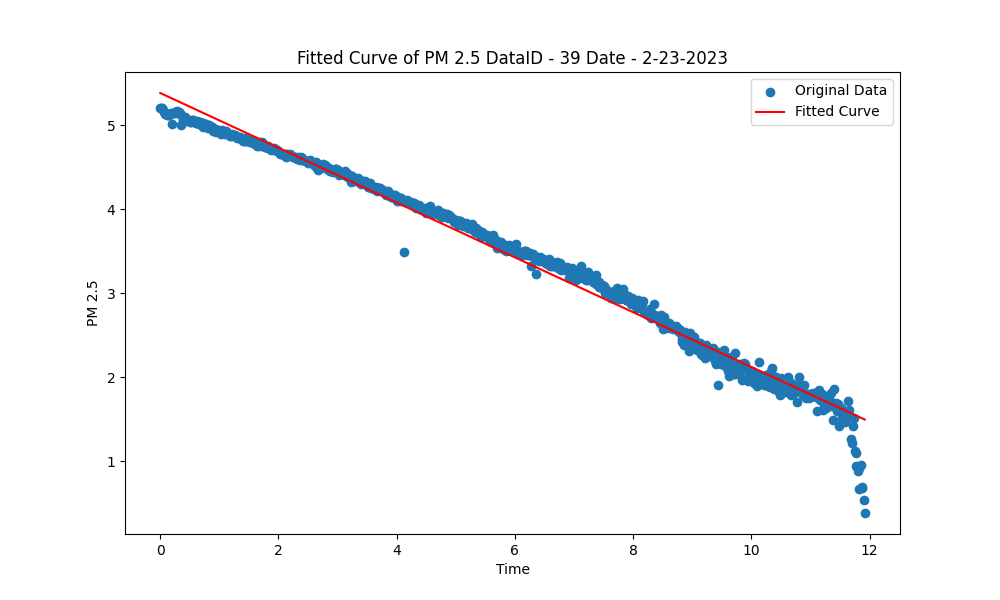 Fitted Curve of PM 2.5 DataID - 39 Date - 2-23-2023
Original Data
Fitted Curve
5
4
3
2
1
PM 2.5
0 2 4 6 8 10 12
Time